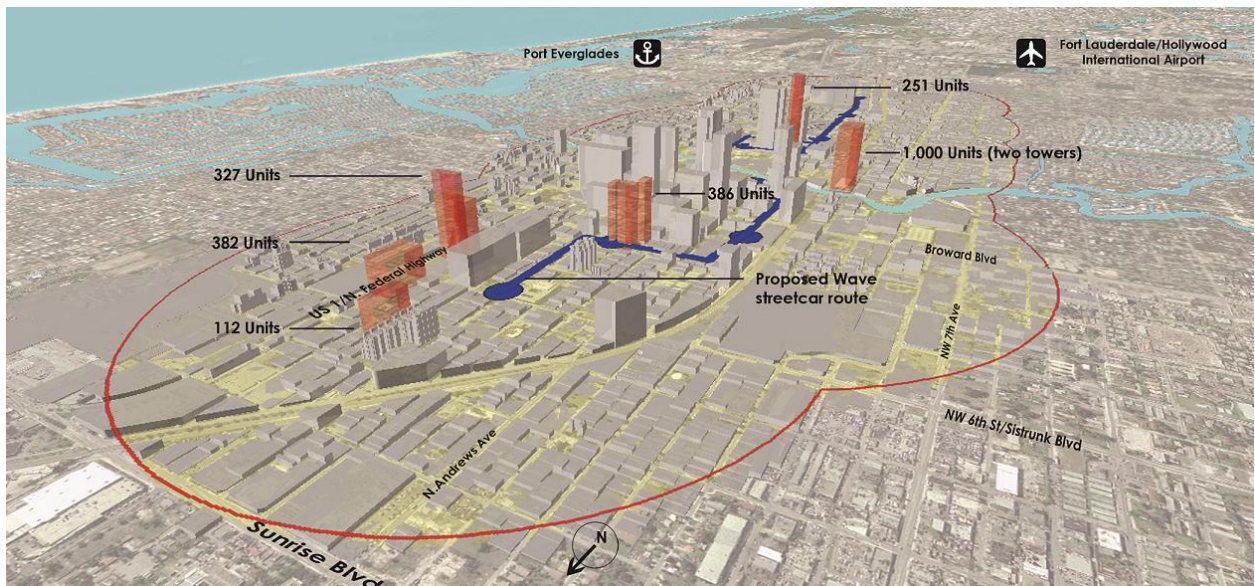 Port Everglades
Fort Lauderdale/Hollywood
International Airport
251 Units
1,000 Units (two towers)
327 Units
386 Units
382 Units
US 1/N. Federal Highway
Broward Blvd
Proposed Wave
streetcar route
112 Units
NW 7th Ave
NW 6th St/Sistrunk Blvd
N.Andrews Ave
Sunrise Blvd
N